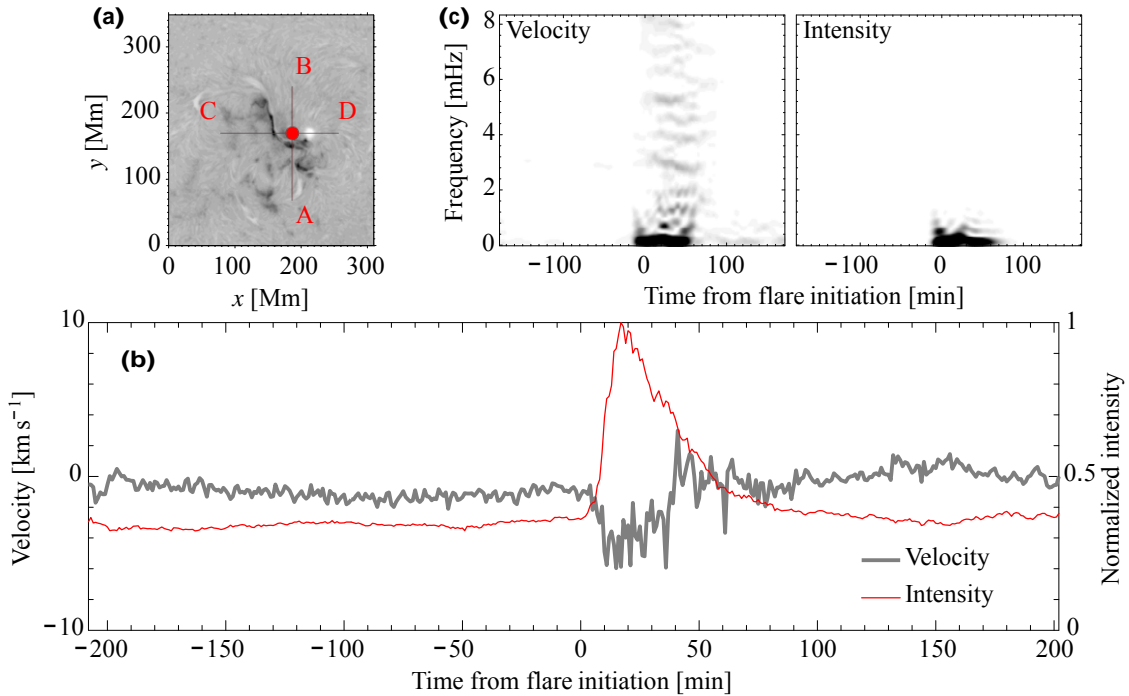 (a)
300
200
100
0
y [Mm]
B
C
D
A
0
100
200
300
x [Mm]
(c)
Velocity
Intensity
8
6
4
2
0
Frequency [mHz]
−100
0
100
−100
0
100
Time from flare initiation [min]
(b)
10
0
−10
Velocity [km s⁻¹]
1
0.5
0
Normalized intensity
Velocity
Intensity
−200
−150
−100
−50
0
50
100
150
200
Time from flare initiation [min]